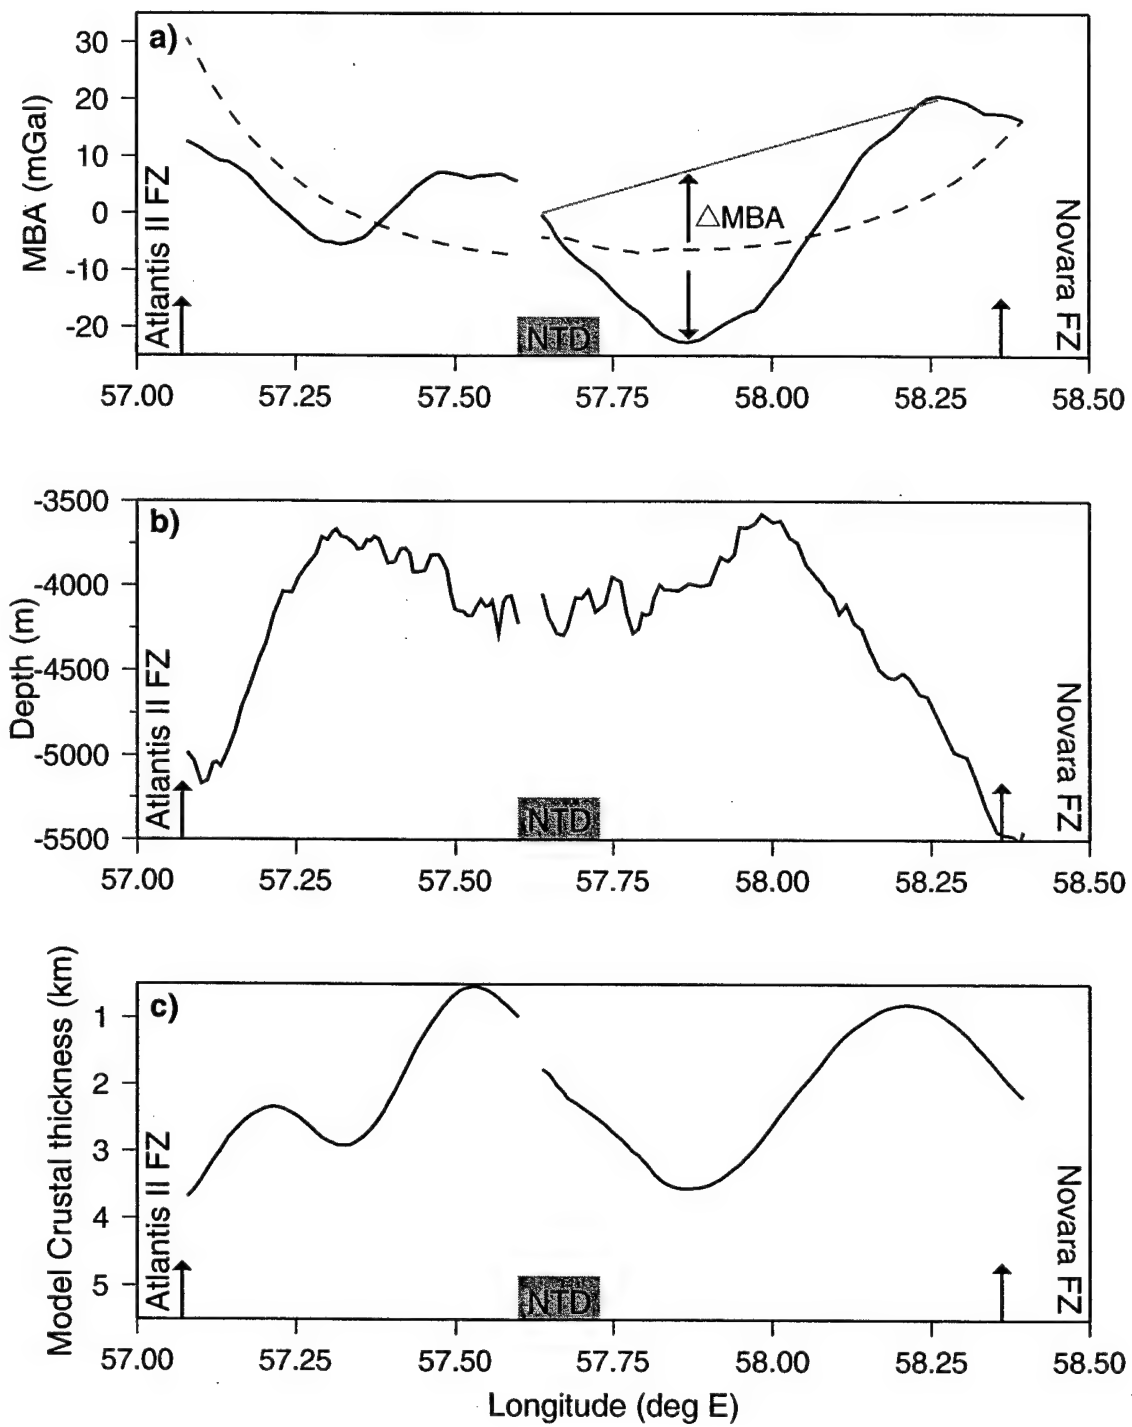 a)
30
20
10
0
-10
-20
MBA (mGal)
Atlantis II FZ
△MBA
NTD
Novara FZ
57.00 57.25 57.50 57.75 58.00 58.25 58.50
b)
-3500
-4000
-4500
-5000
-5500
Depth (m)
Atlantis II FZ
NTD
Novara FZ
57.00 57.25 57.50 57.75 58.00 58.25 58.50
c)
1
2
3
4
5
Model Crustal thickness (km)
Atlantis II FZ
NTD
Novara FZ
57.00 57.25 57.50 57.75 58.00 58.25 58.50
Longitude (deg E)